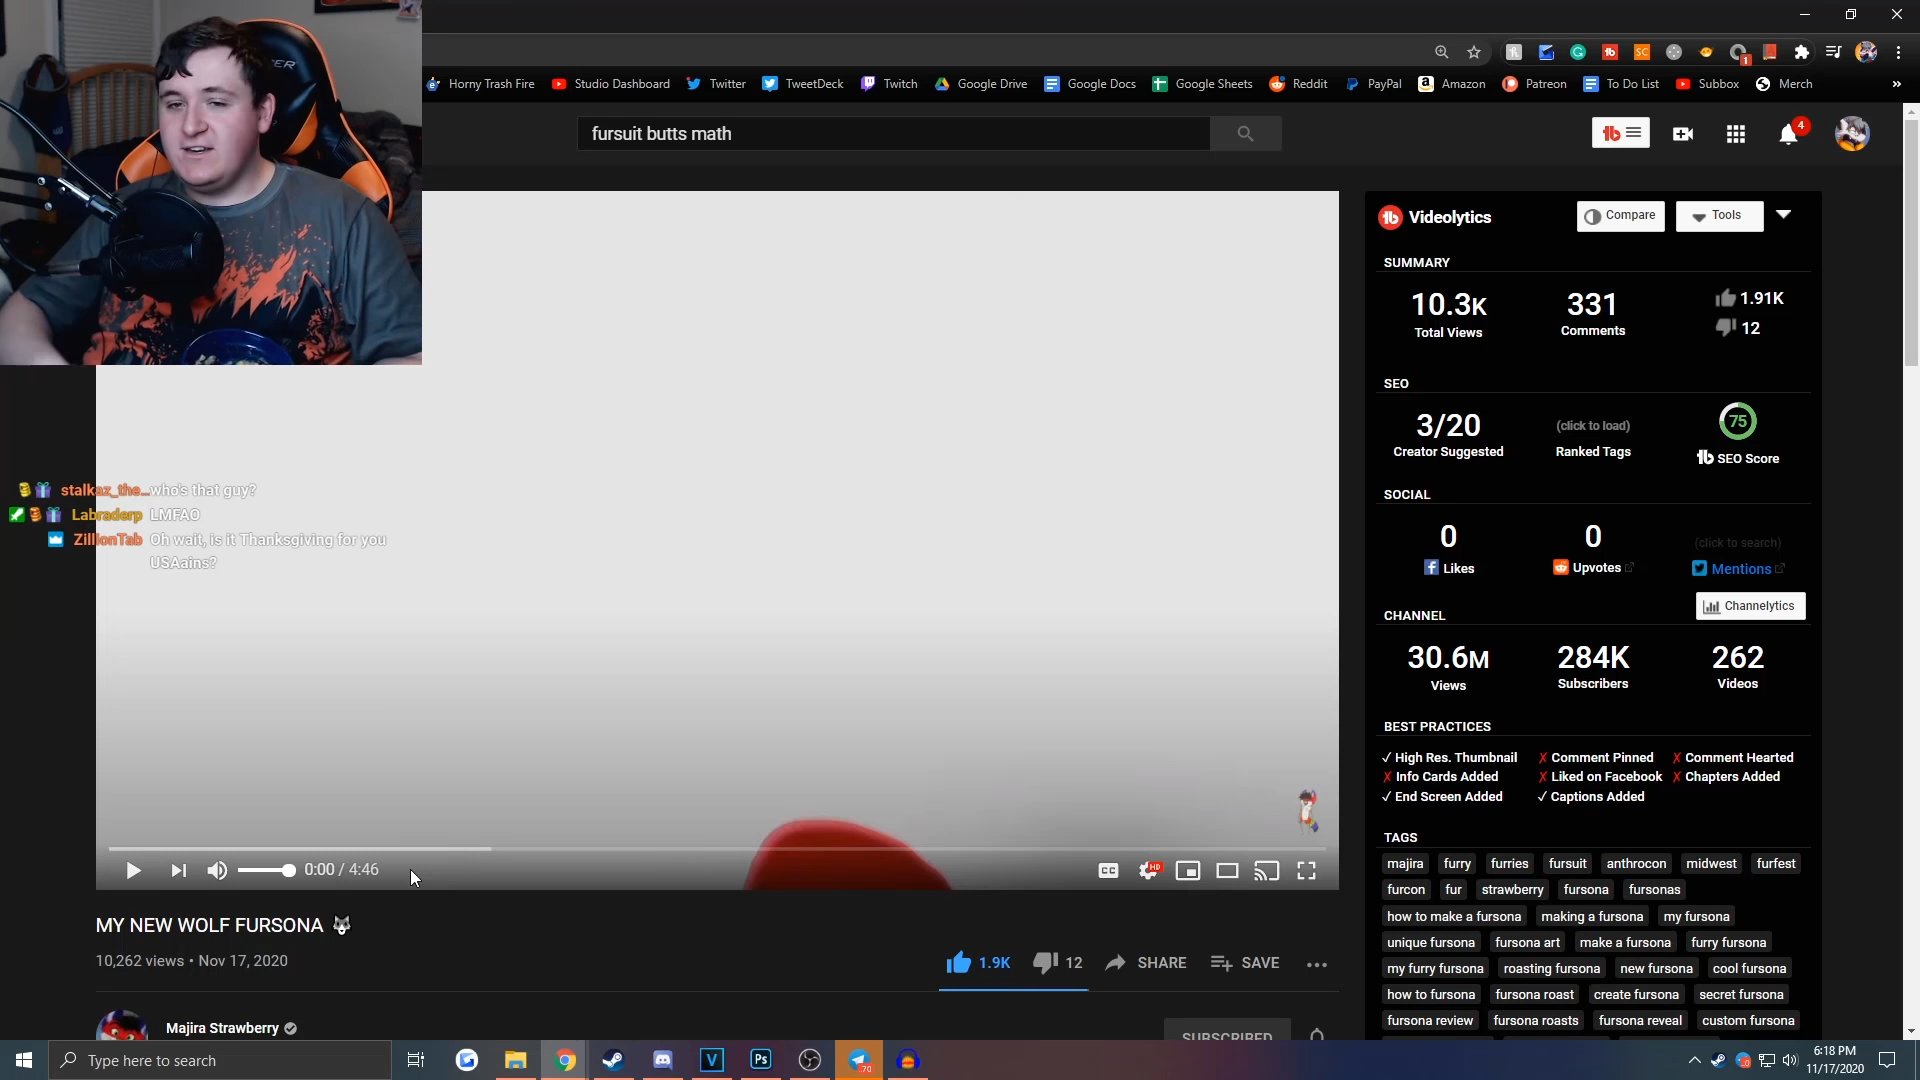 Horny Trash Fire
Studio Dashboard
Twitter
TweetDeck
Twitch
Google Drive
Google Docs
Google Sheets
Reddit
PayPal
Amazon
Patreon
To Do List
Subbox
Merch
»
fursuit butts math
4
Videolytics
Compare
Tools
SUMMARY
10.3K
Total Views
331
Comments
1.91K
12
SEO
3/20
Creator Suggested
(click to load)
Ranked Tags
75
SEO Score
SOCIAL
0
Likes
0
Upvotes
(click to search)
Mentions
CHANNEL
Channelytics
30.6M
Views
284K
Subscribers
262
Videos
BEST PRACTICES
✓ High Res. Thumbnail ✗ Comment Pinned ✗ Comment Hearted
✗ Info Cards Added ✗ Liked on Facebook ✗ Chapters Added
✓ End Screen Added ✓ Captions Added
TAGS
majira furry furries fursuit anthrocon midwest furfest
furcon fur strawberry fursona fursonas
how to make a fursona making a fursona my fursona
unique fursona fursona art make a fursona furry fursona
my furry fursona roasting fursona new fursona cool fursona
how to fursona fursona roast create fursona secret fursona
fursona review fursona roasts fursona reveal custom fursona
stalkaz_the... who's that guy?
Labraderp LMFAO
ZillionTab Oh wait, is it Thanksgiving for you
USAains?
0:00 / 4:46
CC
HD
MY NEW WOLF FURSONA 🐺
10,262 views • Nov 17, 2020
1.9K
12
SHARE
SAVE
Majira Strawberry
SUBSCRIBED
Type here to search
6:18 PM
11/17/2020